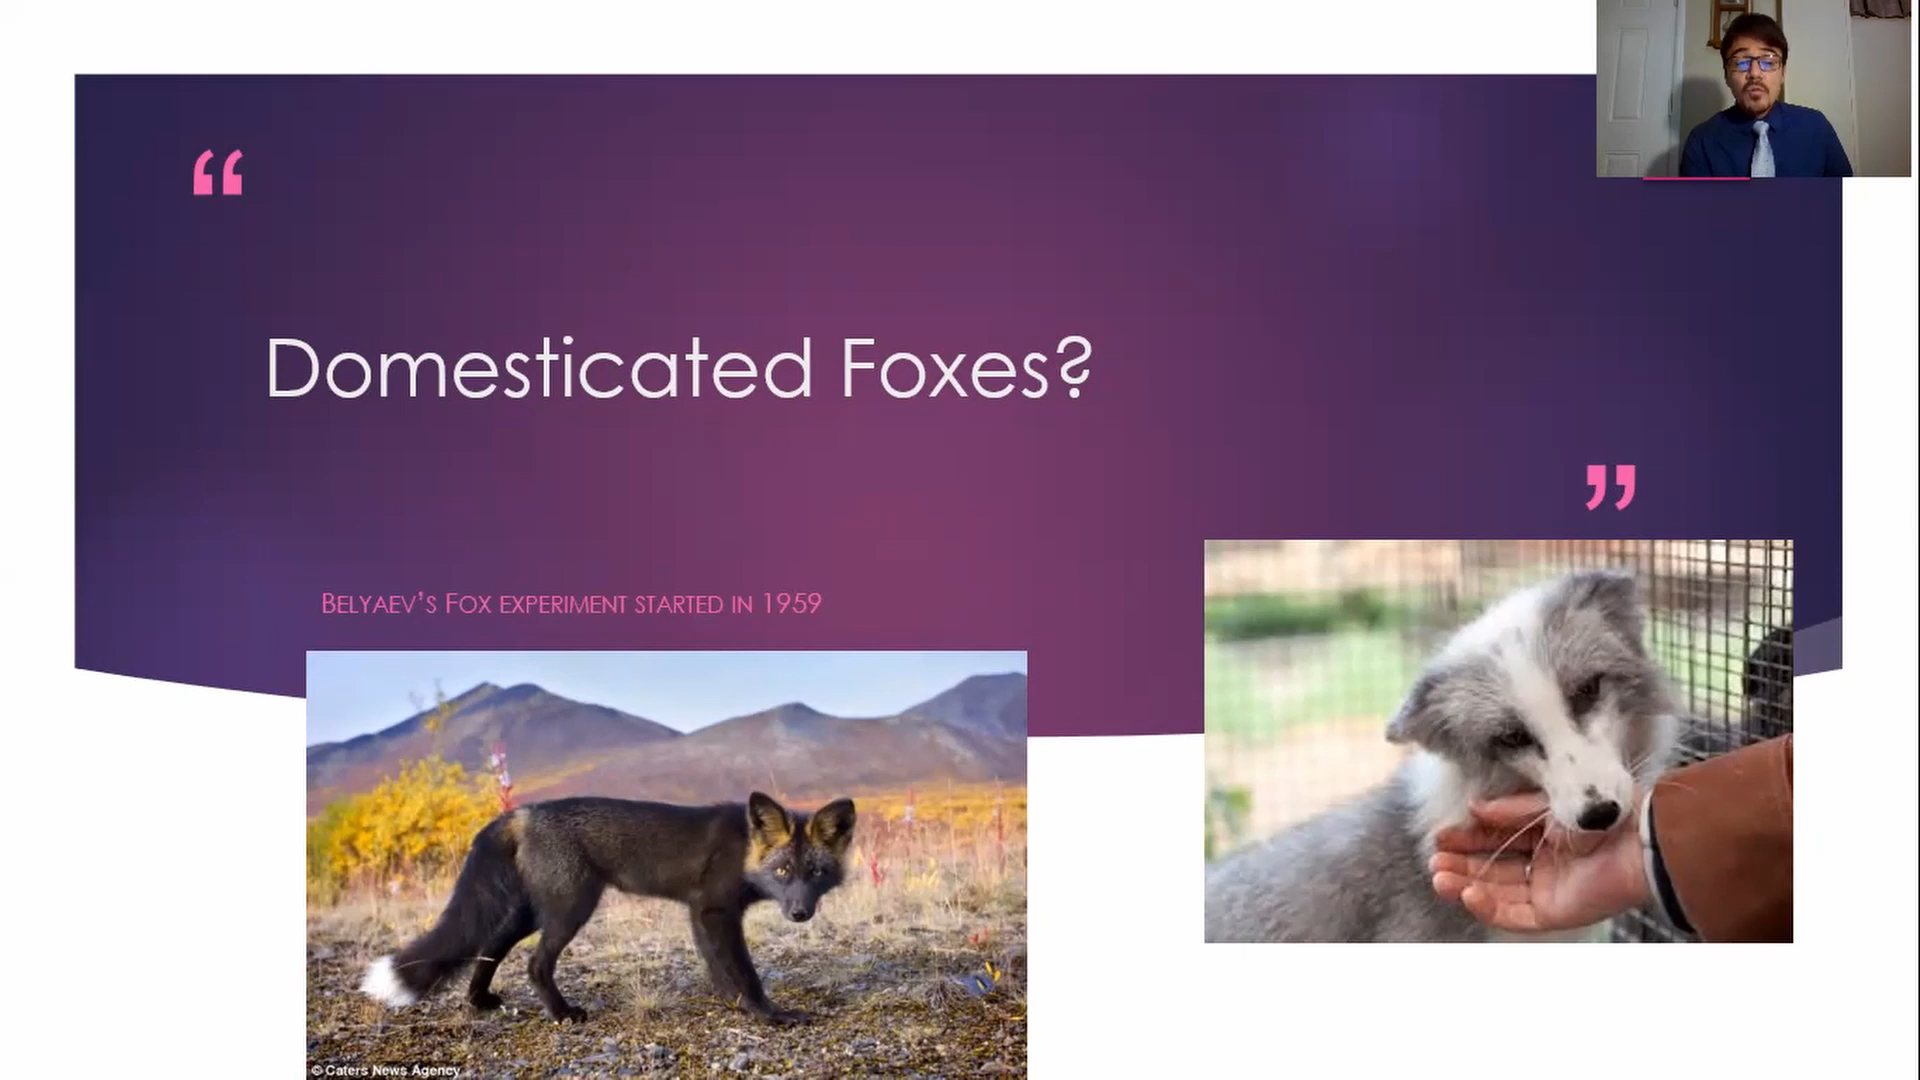 “
Domesticated Foxes?
”
BELYAEV’S FOX EXPERIMENT STARTED IN 1959
© Caters News Agency